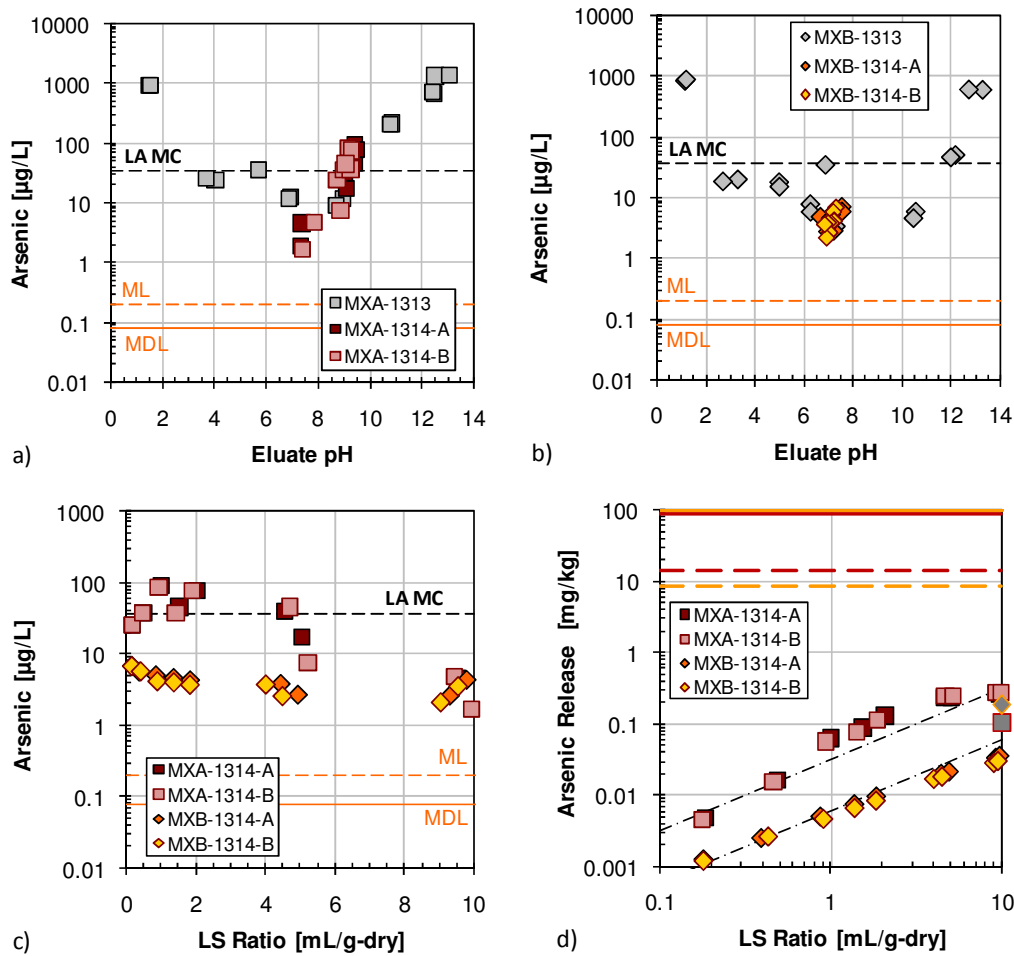 10000
1000
100
10
1
0.1
0.01
Arsenic [µg/L]
LA MC
ML
MDL
MXA-1313
MXA-1314-A
MXA-1314-B
0 2 4 6 8 10 12 14
Eluate pH
a)
10000
1000
100
10
1
0.1
0.01
Arsenic [µg/L]
MXB-1313
MXB-1314-A
MXB-1314-B
LA MC
ML
MDL
0 2 4 6 8 10 12 14
Eluate pH
b)
1000
100
10
1
0.1
0.01
Arsenic [µg/L]
LA MC
ML
MDL
MXA-1314-A
MXA-1314-B
MXB-1314-A
MXB-1314-B
0 2 4 6 8 10
LS Ratio [mL/g-dry]
c)
100
10
1
0.1
0.01
0.001
Arsenic Release [mg/kg]
MXA-1314-A
MXA-1314-B
MXB-1314-A
MXB-1314-B
0.1 1 10
LS Ratio [mL/g-dry]
d)